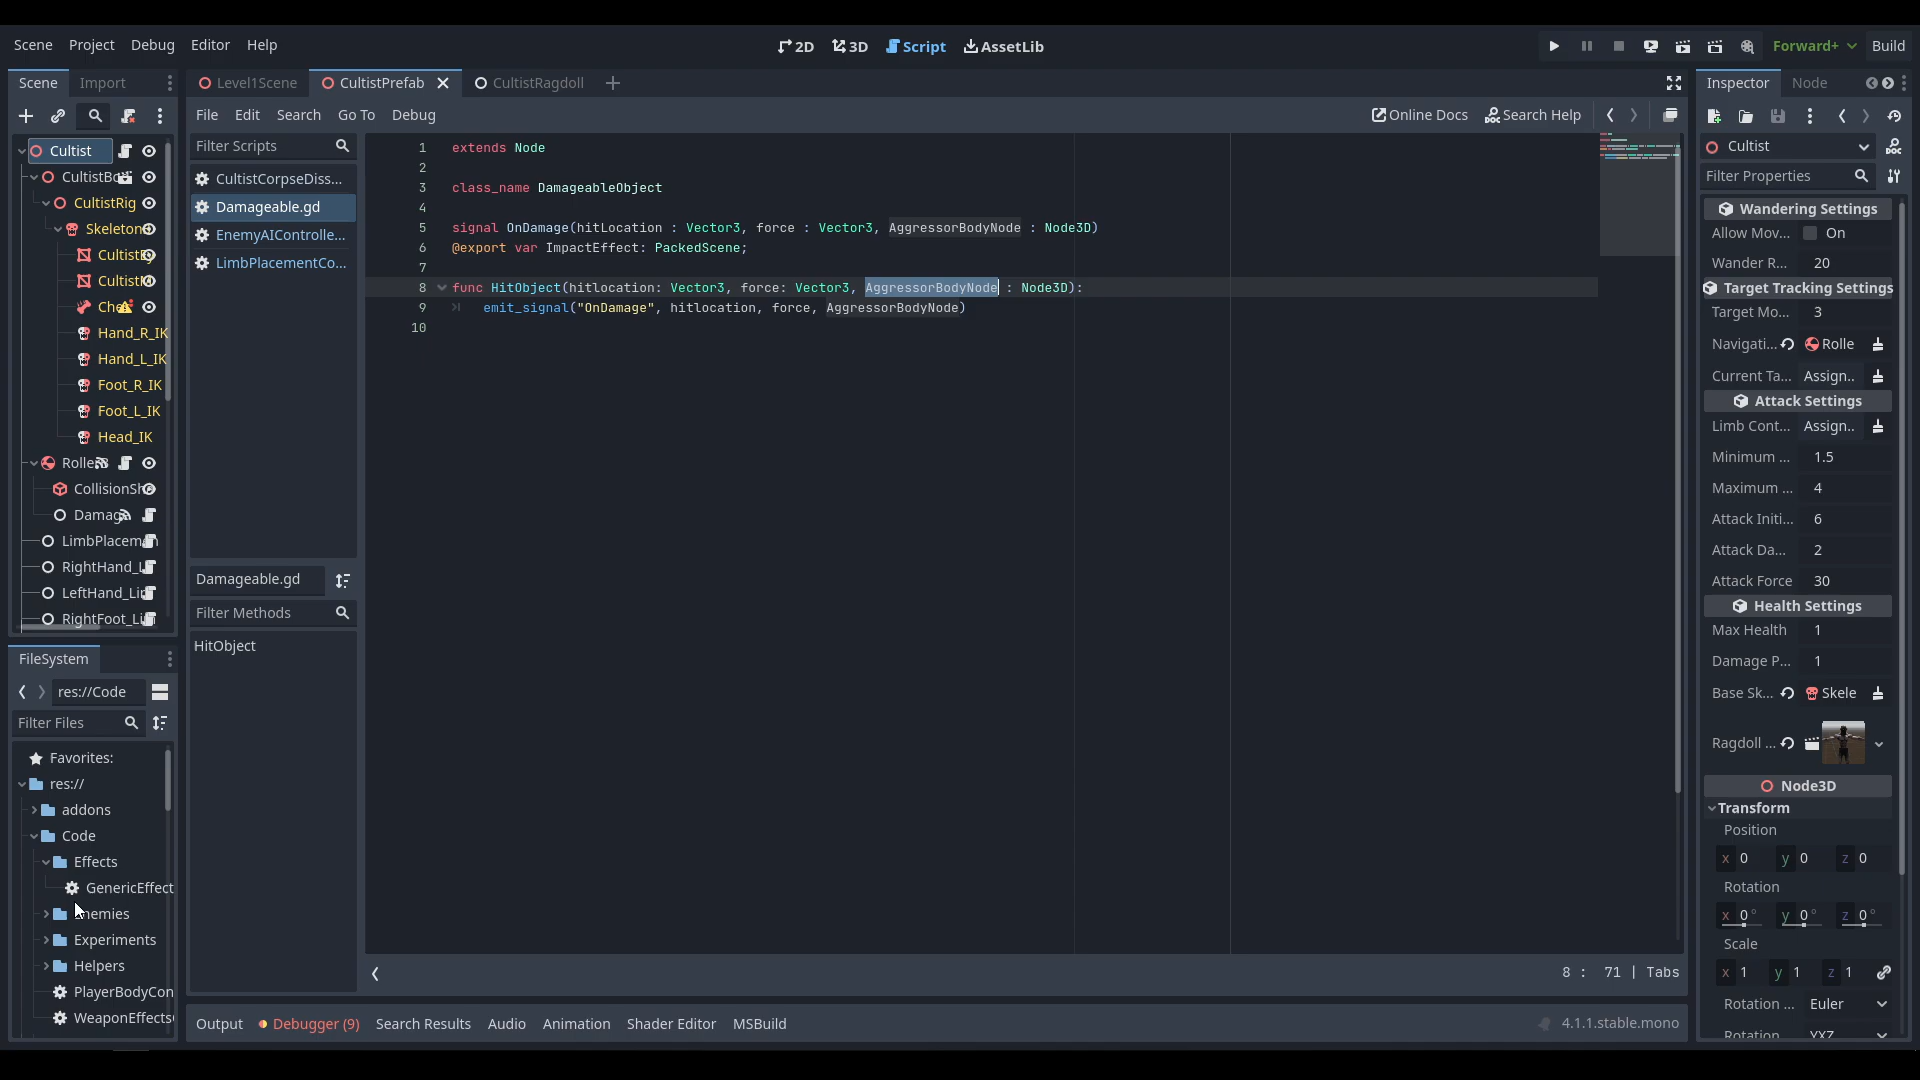 Scene Project Debug Editor Help
2D 3D Script AssetLib
Forward+ Build
Scene Import
Level1Scene CultistPrefab CultistRagdoll
Inspector Node
File Edit Search Go To Debug
Online Docs Search Help
Cultist
CultistBo
CultistRig
Skeleton
Cultist
Cultist
Che
Hand_R_IK
Hand_L_IK
Foot_R_IK
Foot_L_IK
Head_IK
Rolle
CollisionSh
Damag
LimbPlacem
RightHand_L
LeftHand_Li
RightFoot_Li
FileSystem
res://Code
Filter Files
Favorites:
res://
addons
Code
Effects
GenericEffect
Enemies
Experiments
Helpers
PlayerBodyCon
WeaponEffects
Filter Scripts
CultistCorpseDiss...
Damageable.gd
EnemyAIControlle...
LimbPlacementCo...
Damageable.gd
Filter Methods
HitObject
1 extends Node
2
3 class_name DamageableObject
4
5 signal OnDamage(hitLocation : Vector3, force : Vector3, AggressorBodyNode : Node3D)
6 @export var ImpactEffect: PackedScene;
7
8 func HitObject(hitlocation: Vector3, force: Vector3, AggressorBodyNode : Node3D):
9 emit_signal("OnDamage", hitlocation, force, AggressorBodyNode)
10
8 : 71 | Tabs
Output Debugger (9) Search Results Audio Animation Shader Editor MSBuild
4.1.1.stable.mono
Cultist
Filter Properties
Wandering Settings
Allow Mov... On
Wander R... 20
Target Tracking Settings
Target Mo... 3
Navigati... Rolle
Current Ta... Assign..
Attack Settings
Limb Cont... Assign..
Minimum ... 1.5
Maximum ... 4
Attack Initi... 6
Attack Da... 2
Attack Force 30
Health Settings
Max Health 1
Damage P... 1
Base Sk... Skele
Ragdoll ...
Node3D
Transform
Position
x 0 y 0 z 0
Rotation
x 0° y 0° z 0°
Scale
x 1 y 1 z 1
Rotation ... Euler
Rotation YXZ